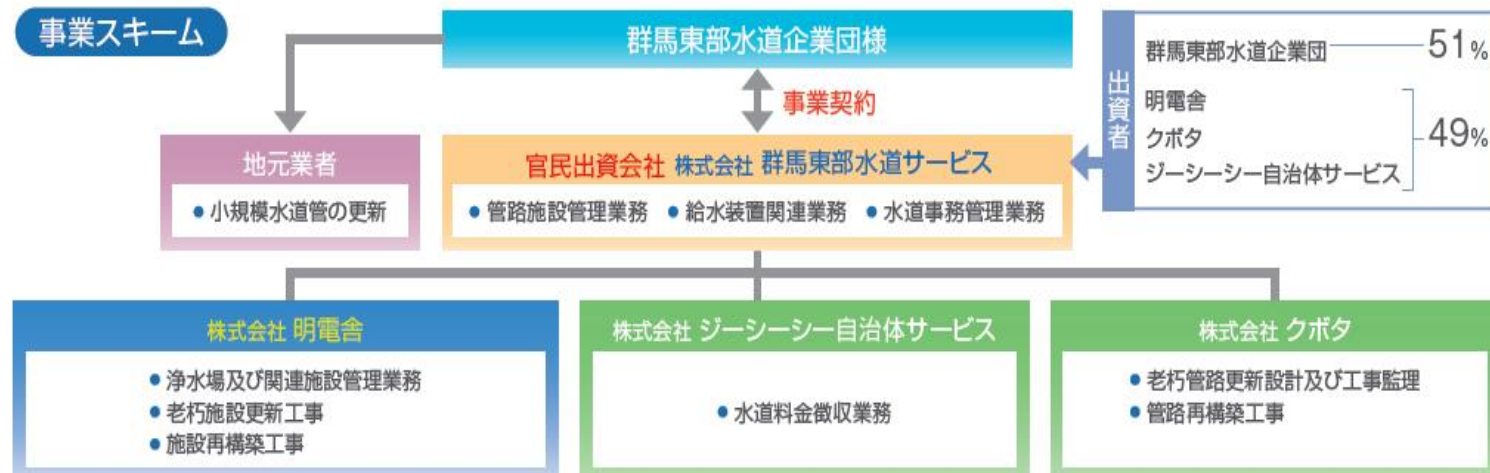 事業スキーム
群馬東部水道企業団様
事業契約
出資者
群馬東部水道企業団 51%
明電舎
クボタ
ジーシーシー自治体サービス
49%
地元業者
• 小規模水道管の更新
官民出資会社 株式会社 群馬東部水道サービス
• 管路施設管理業務 • 給水装置関連業務 • 水道事務管理業務
株式会社 明電舎
• 浄水場及び関連施設管理業務
• 老朽施設更新工事
• 施設再構築工事
株式会社 ジーシーシー自治体サービス
• 水道料金徴収業務
株式会社 クボタ
• 老朽管路更新設計及び工事監理
• 管路再構築工事